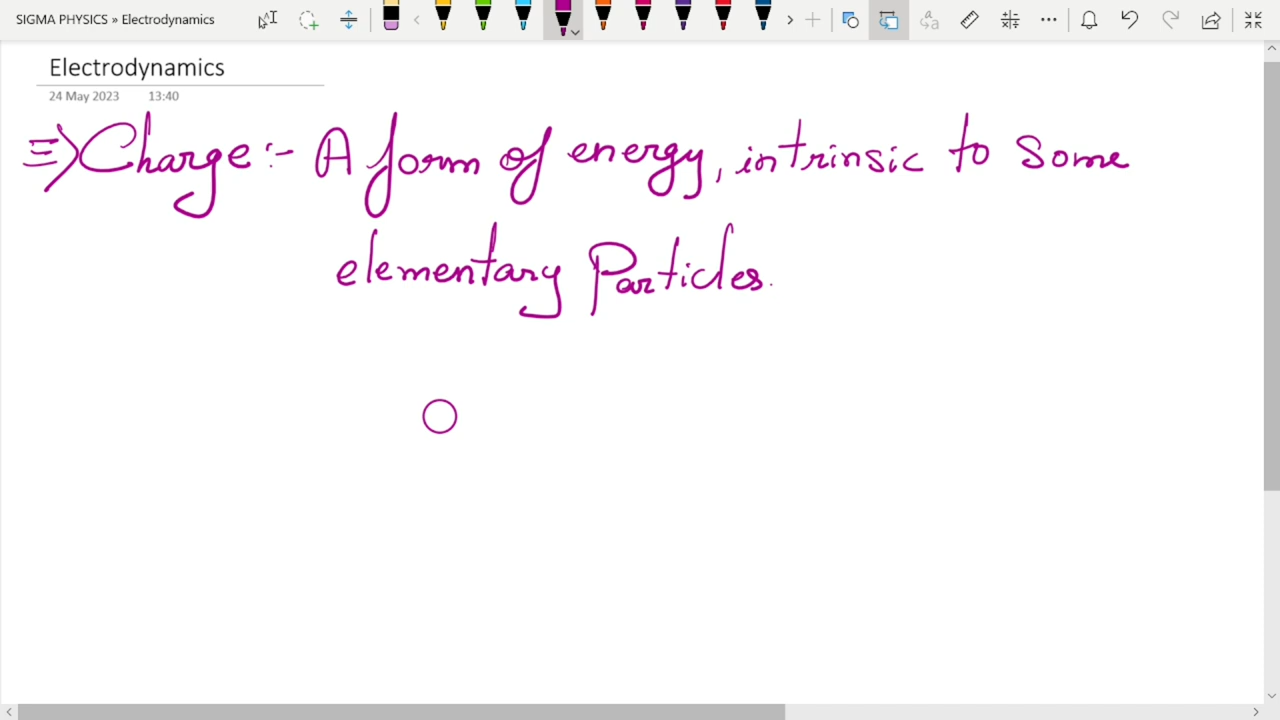 SIGMA PHYSICS » Electrodynamics
Electrodynamics
24 May 2023 13:40
⇒ Charge :- A form of energy, intrinsic to some
elementary Particles.